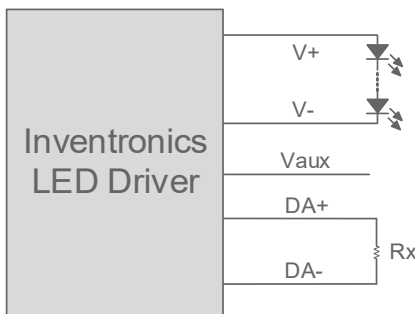 V+
V-
Inventronics
LED Driver
Vaux
DA+
Rx
DA-